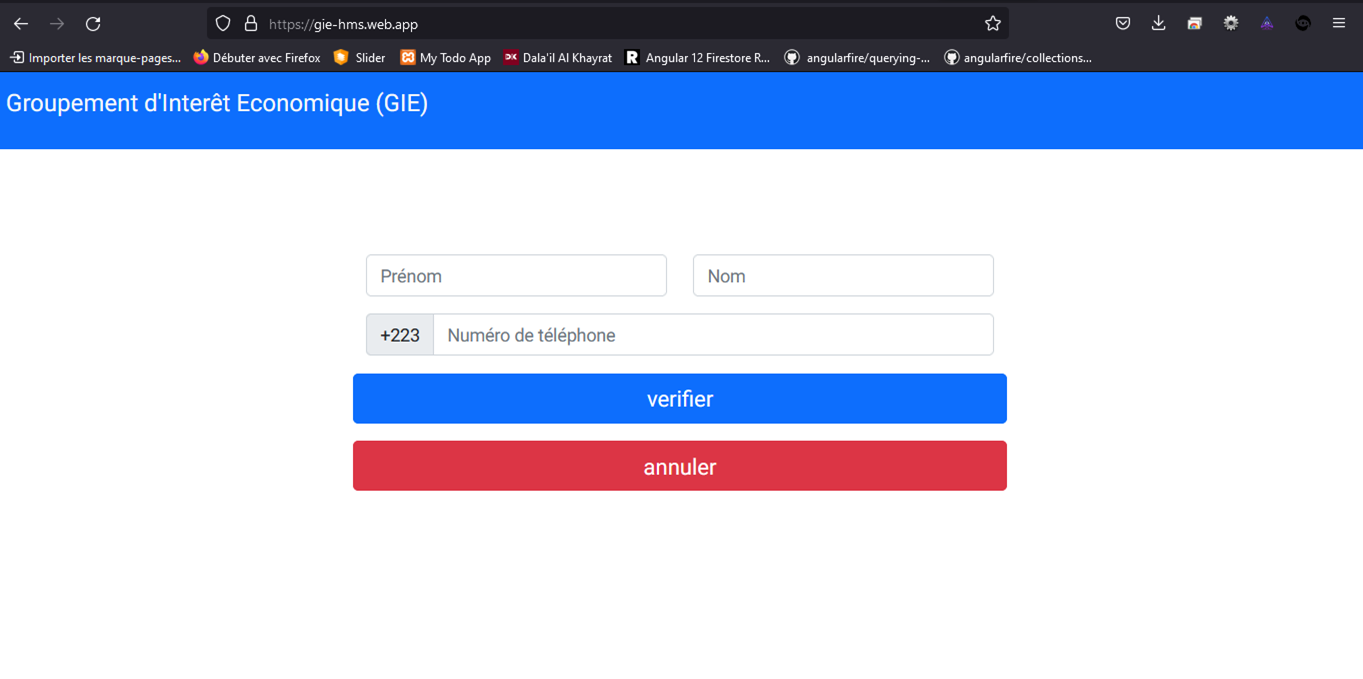 https://gie-hms.web.app
Importer les marque-pages... Débuter avec Firefox Slider My Todo App Dala'il Al Khayrat Angular 12 Firestore R... angularfire/querying-... angularfire/collections...
Groupement d'Interêt Economique (GIE)
Prénom Nom
+223 Numéro de téléphone
verifier
annuler